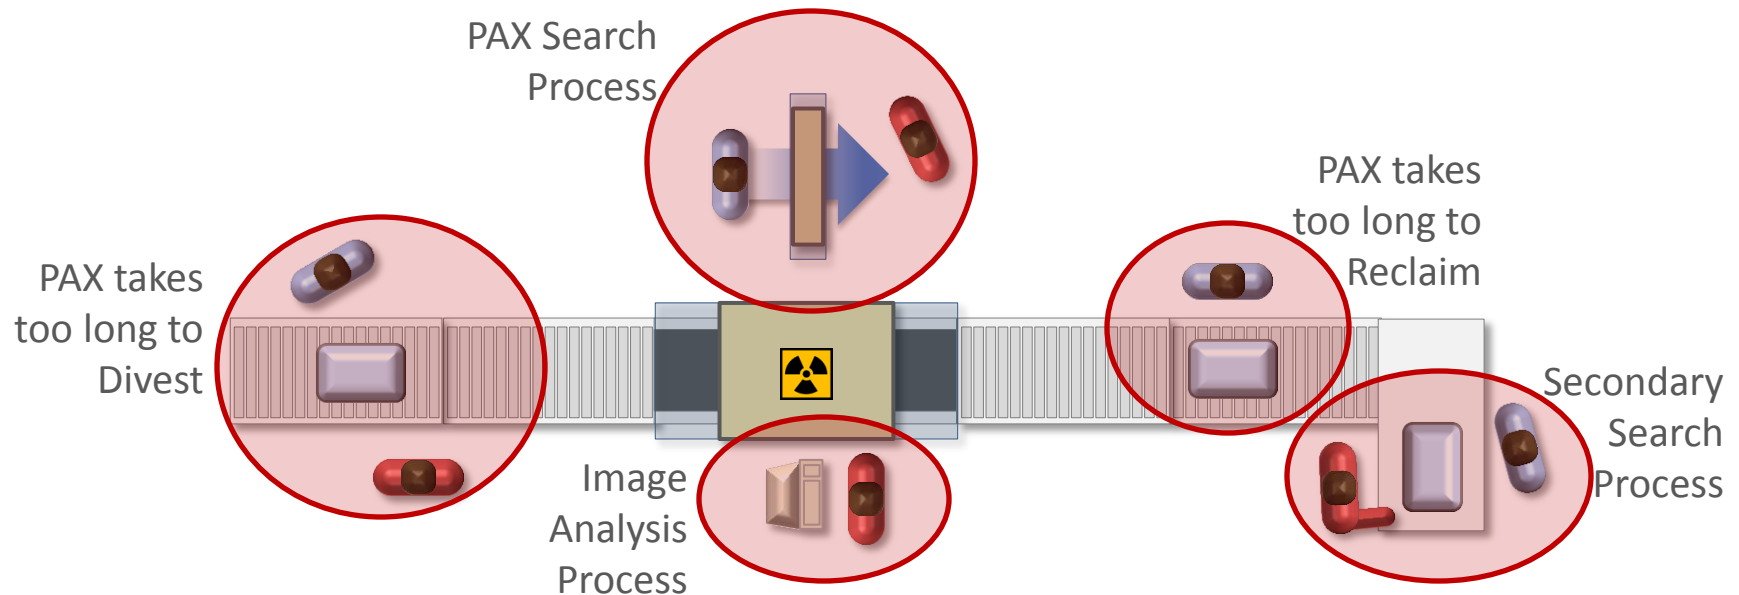 PAX Search
Process
PAX takes
too long to
Reclaim
PAX takes
too long to
Divest
Secondary
Search
Process
Image
Analysis
Process